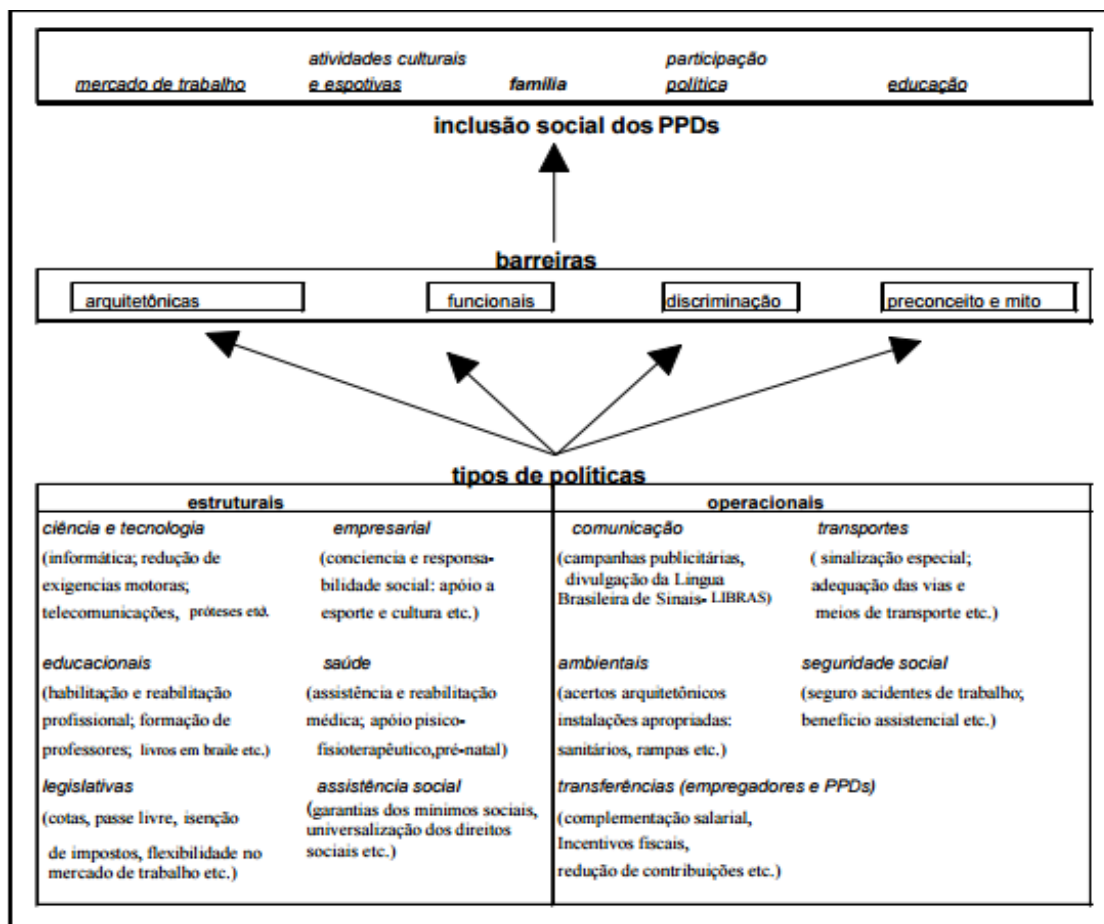 atividades culturais participação
mercado de trabalho e espotivas família política educação
inclusão social dos PPDs
barreiras
arquitetônicas funcionais discriminação preconceito e mito
tipos de políticas
estruturais operacionais
ciência e tecnologia
(informática; redução de
exigencias motoras;
telecomunicações, próteses etc.
empresarial
(conciencia e responsa-
bilidade social: apóio a
esporte e cultura etc.)
educacionais
(habilitação e reabilitação
profissional; formação de
professores; livros em braile etc.)
saúde
(assistência e reabilitação
médica; apóio pisico-
fisioterapêutico,pré-natal)
legislativas
(cotas, passe livre, isenção
de impostos, flexibilidade no
mercado de trabalho etc.)
assistência social
(garantias dos mínimos sociais,
universalização dos direitos
sociais etc.)
comunicação
(campanhas publicitárias,
divulgação da Lingua
Brasileira de Sinais- LIBRAS)
transportes
( sinalização especial;
adequação das vias e
meios de transporte etc.)
ambientais
(acertos arquitetônicos
instalações apropriadas:
sanitários, rampas etc.)
seguridade social
(seguro acidentes de trabalho;
beneficio assistencial etc.)
transferências (empregadores e PPDs)
(complementação salarial,
Incentivos fiscais,
redução de contribuições etc.)